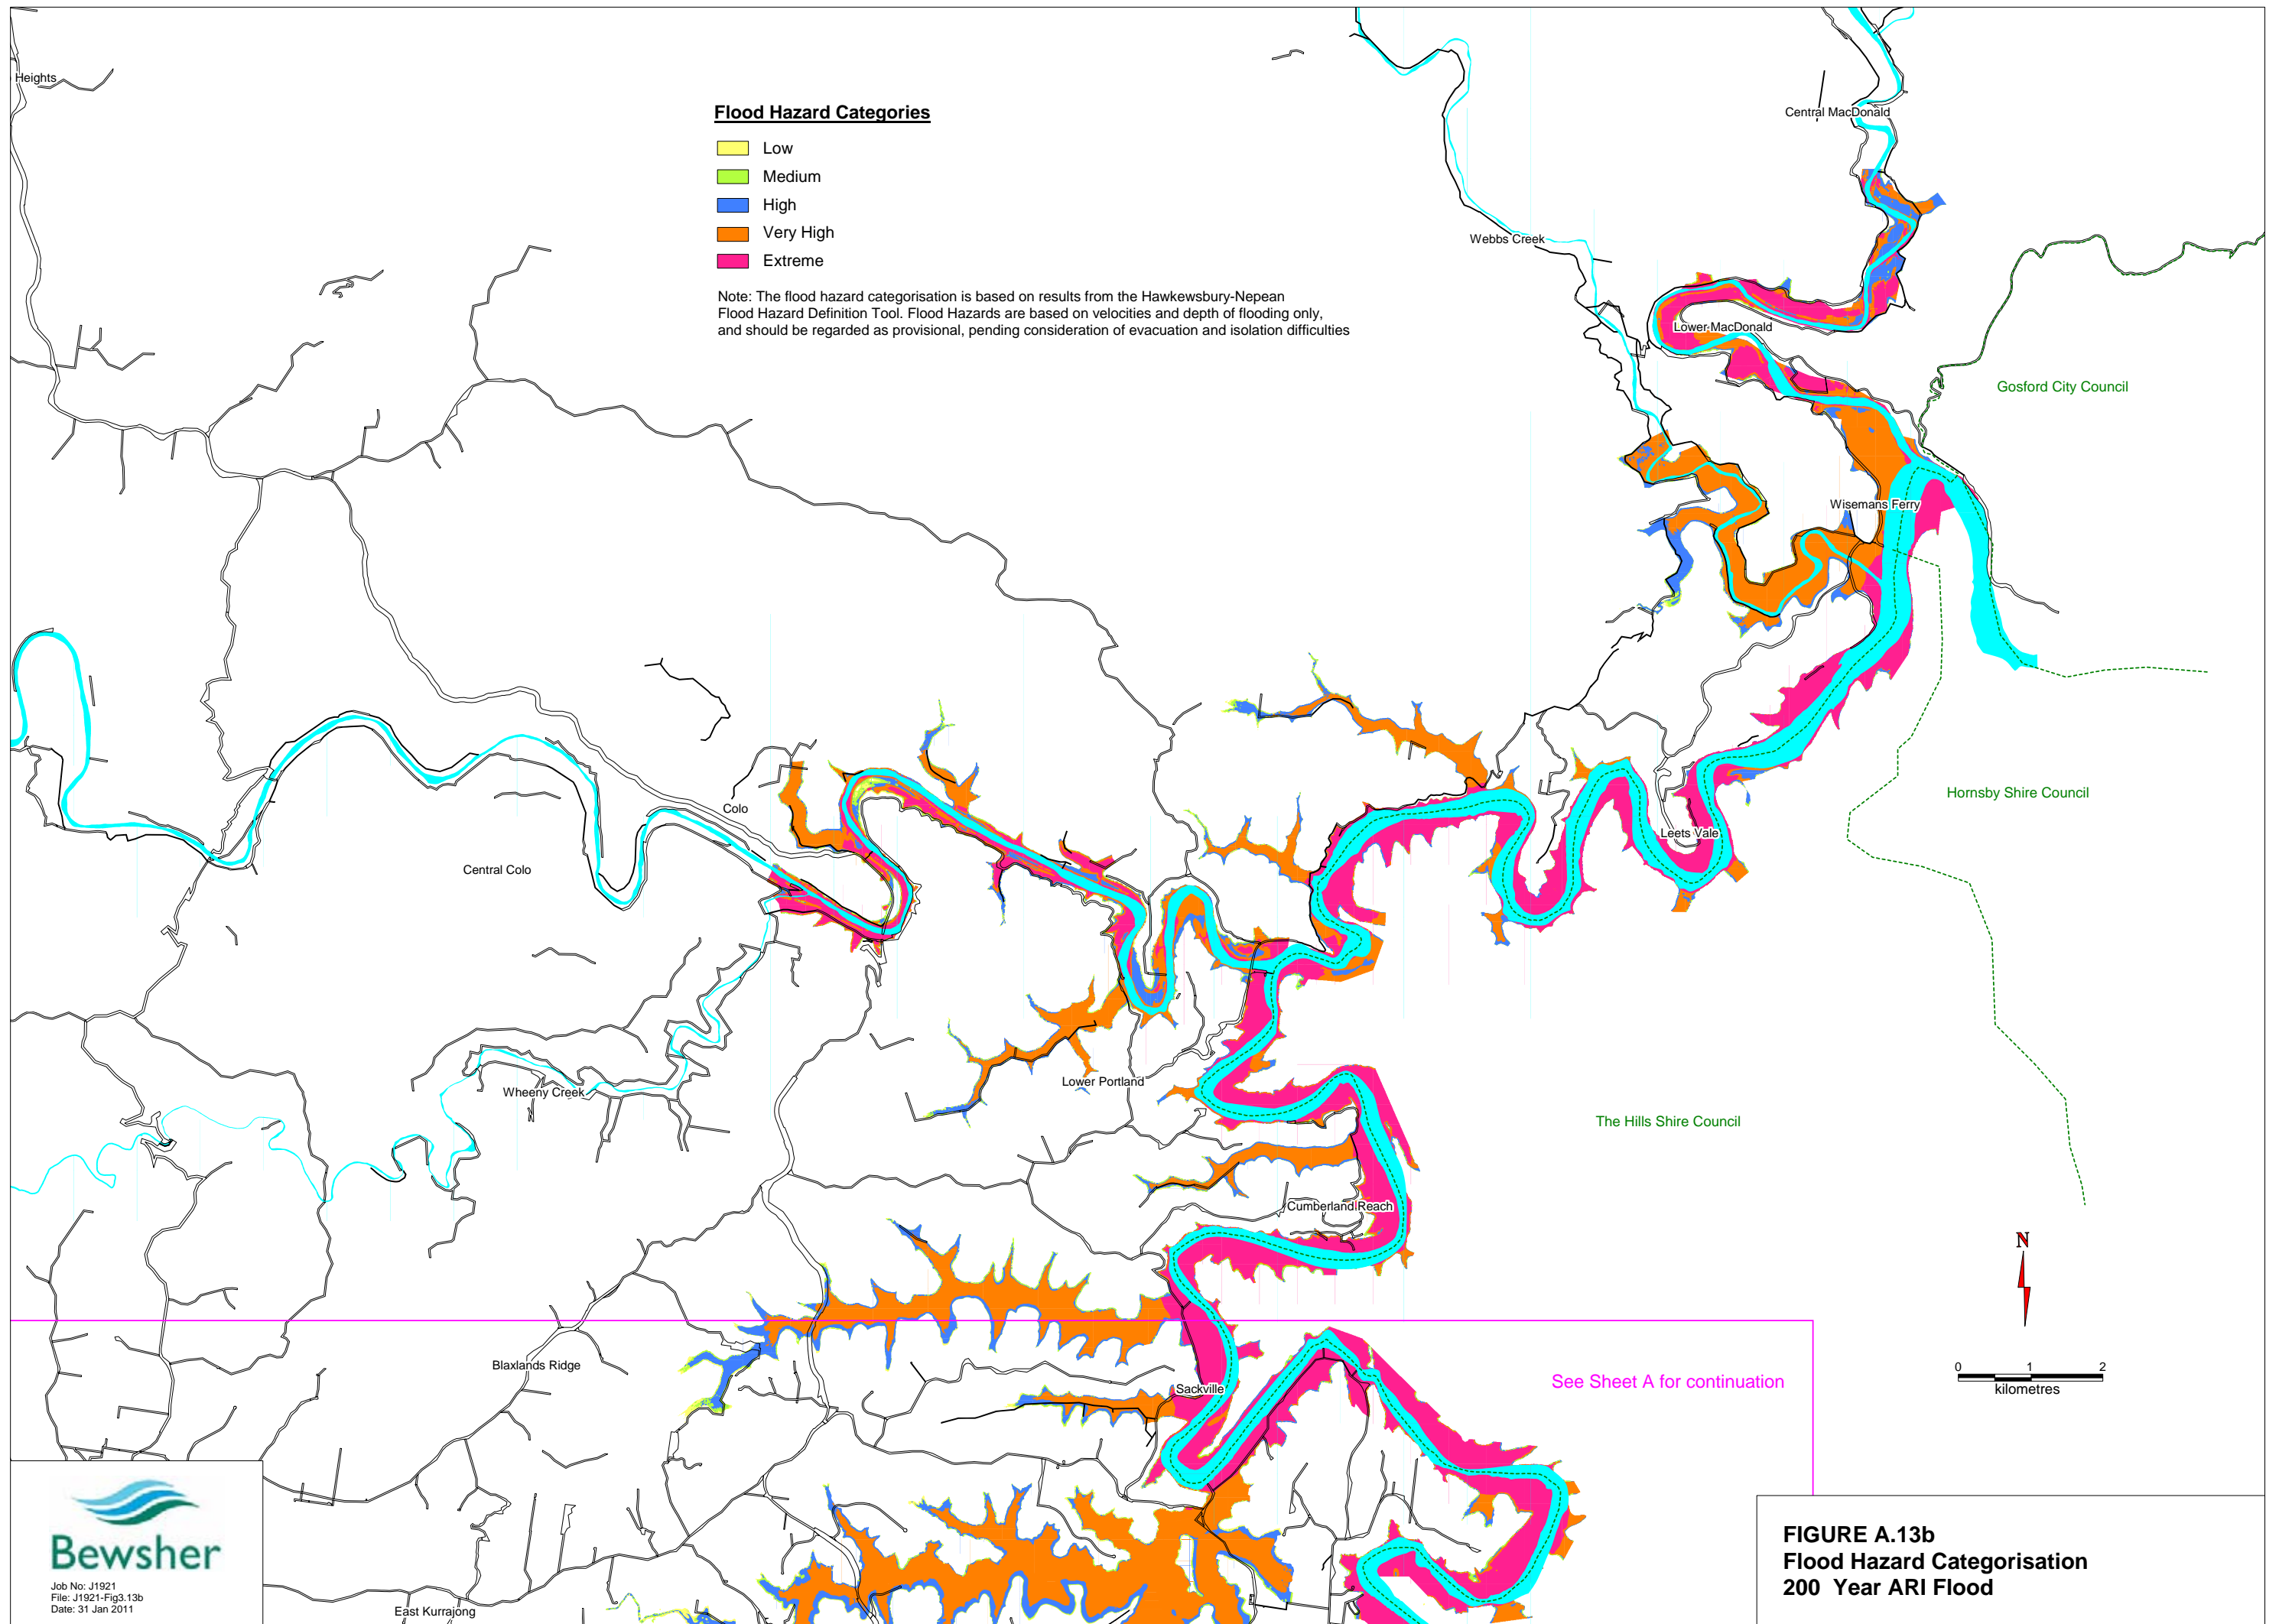 Heights
Flood Hazard Categories
Low
Medium
High
Very High
Extreme
Note: The flood hazard categorisation is based on results from the Hawkewsbury-Nepean
Flood Hazard Definition Tool. Flood Hazards are based on velocities and depth of flooding only,
and should be regarded as provisional, pending consideration of evacuation and isolation difficulties
Central MacDonald
Webbs Creek
Lower MacDonald
Gosford City Council
Wisemans Ferry
Hornsby Shire Council
Colo
Leets Vale
Central Colo
Lower Portland
Wheeny Creek
The Hills Shire Council
Cumberland Reach
N
Blaxlands Ridge
See Sheet A for continuation
Sackville
0 1 2
kilometres
Bewsher
Job No: J1921
File: J1921-Fig3.13b
Date: 31 Jan 2011
East Kurrajong
FIGURE A.13b
Flood Hazard Categorisation
200 Year ARI Flood